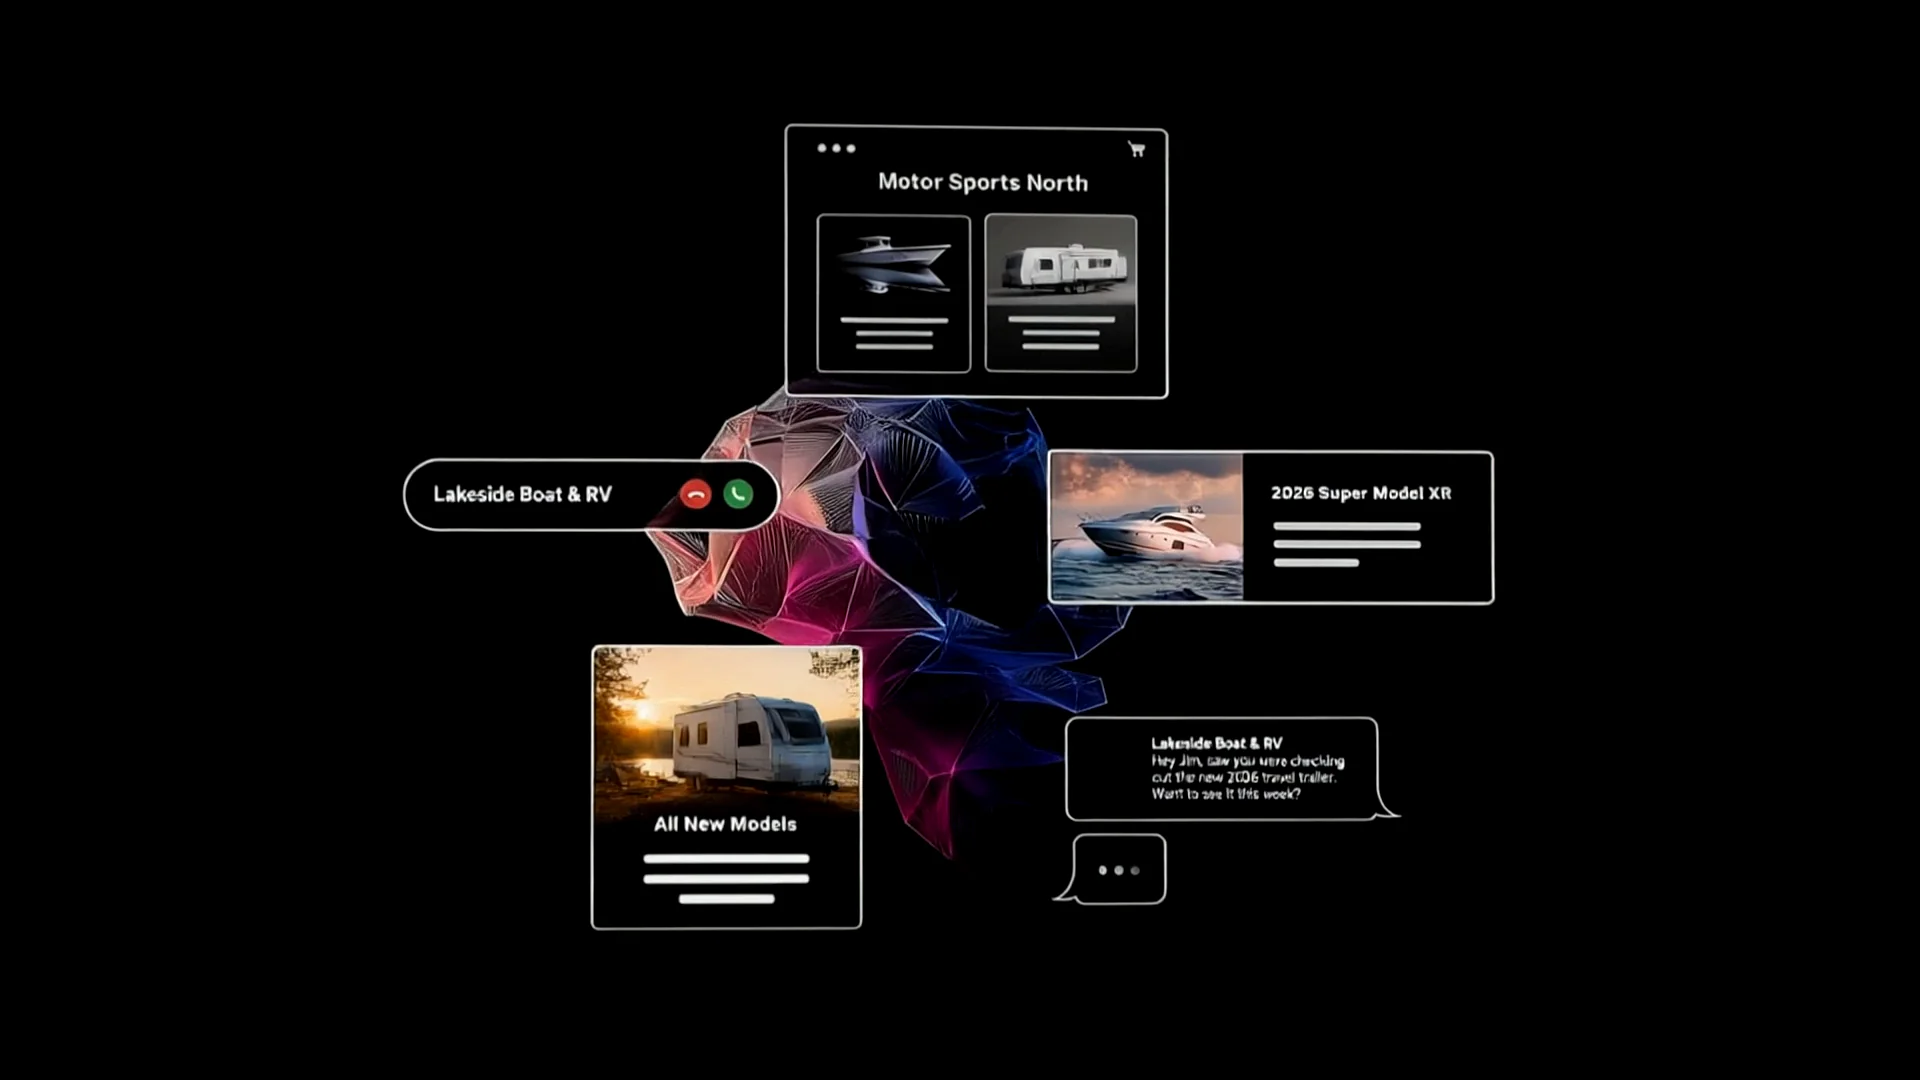 Motor Sports North
Lakeside Boat & RV
2026 Super Model XR
Lakeside Boat & RV
Hey Jim, saw you were checking
out the new 2026 travel trailer.
Want to see it this week?
All New Models